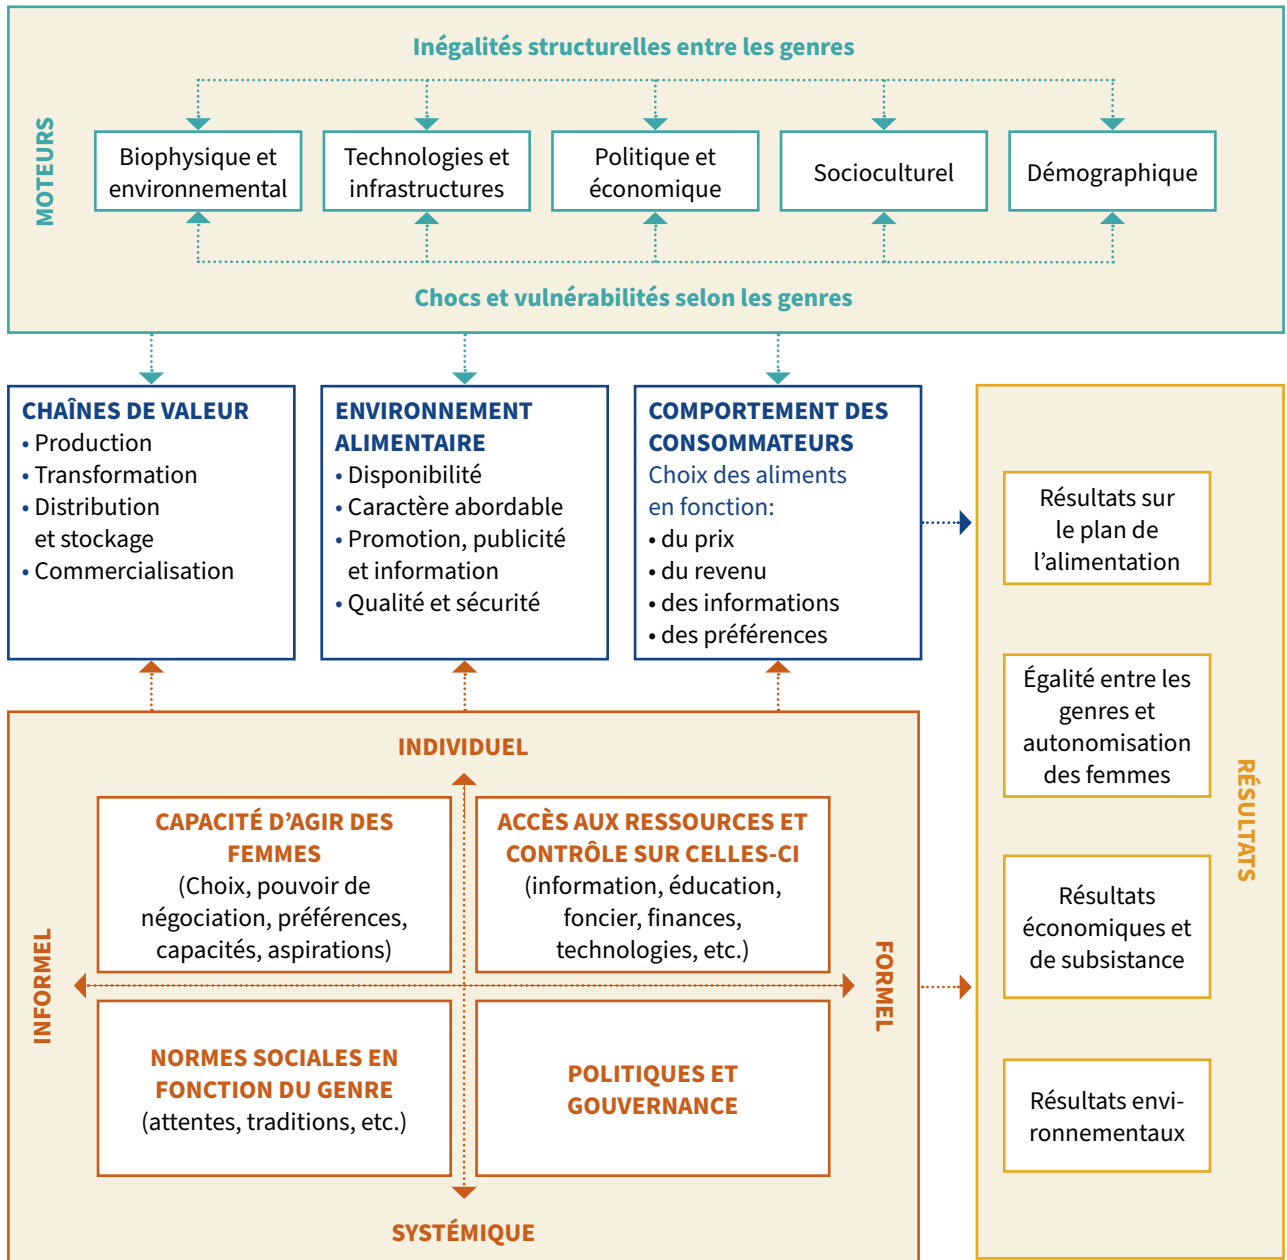 Inégalités structurelles entre les genres
MOTEURS
Biophysique et
environnemental
Technologies et
infrastructures
Politique et
économique
Socioculturel
Démographique
Chocs et vulnérabilités selon les genres
CHAÎNES DE VALEUR
• Production
• Transformation
• Distribution
et stockage
• Commercialisation
ENVIRONNEMENT
ALIMENTAIRE
• Disponibilité
• Caractère abordable
• Promotion, publicité
et information
• Qualité et sécurité
COMPORTEMENT DES
CONSOMMATEURS
Choix des aliments
en fonction:
• du prix
• du revenu
• des informations
• des préférences
INDIVIDUEL
CAPACITÉ D’AGIR DES
FEMMES
(Choix, pouvoir de
négociation, préférences,
capacités, aspirations)
ACCÈS AUX RESSOURCES ET
CONTRÔLE SUR CELLES-CI
(information, éducation,
foncier, finances,
technologies, etc.)
INFORMEL
FORMEL
NORMES SOCIALES EN
FONCTION DU GENRE
(attentes, traditions, etc.)
POLITIQUES ET
GOUVERNANCE
SYSTÉMIQUE
Résultats sur
le plan de
l’alimentation
Égalité entre les
genres et
autonomisation
des femmes
Résultats
économiques et
de subsistance
Résultats envi-
ronnementaux
RÉSULTATS